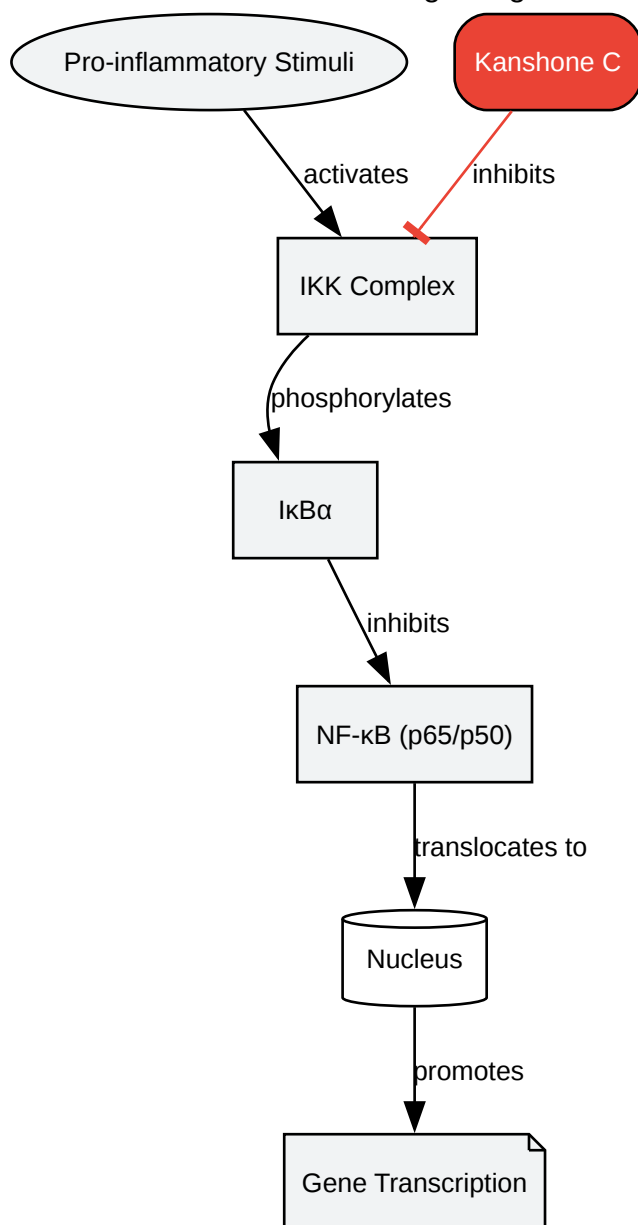 Pro-inflammatory Stimuli
Kanshone C
activates
inhibits
IKK Complex
phosphorylates
IκBα
inhibits
NF-κB (p65/p50)
translocates to
Nucleus
promotes
Gene Transcription